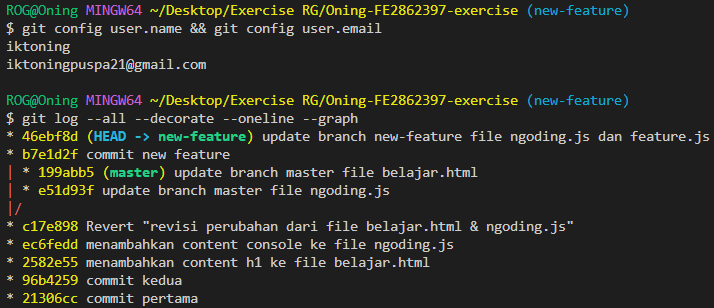 ROG@Oning MINGW64 ~/Desktop/Exercise RG/Oning-FE2862397-exercise (new-feature)
$ git config user.name && git config user.email
iktoning
iktoningpuspa21@gmail.com

ROG@Oning MINGW64 ~/Desktop/Exercise RG/Oning-FE2862397-exercise (new-feature)
$ git log --all --decorate --oneline --graph
* 46ebf8d (HEAD -> new-feature) update branch new-feature file ngoding.js dan feature.js
* b7e1d2f commit new feature
| * 199abb5 (master) update branch master file belajar.html
| * e51d93f update branch master file ngoding.js
|/
* c17e898 Revert "revisi perubahan dari file belajar.html & ngoding.js"
* ec6fedd menambahkan content console ke file ngoding.js
* 2582e55 menambahkan content h1 ke file belajar.html
* 96b4259 commit kedua
* 21306cc commit pertama